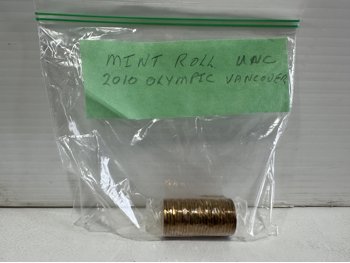 MINT ROLL UNC
2010 OLYMPIC VANCOUVER